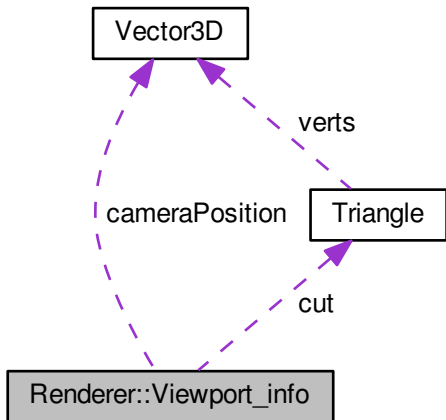 Vector3D
verts
cameraPosition
Triangle
cut
Renderer::Viewport_info